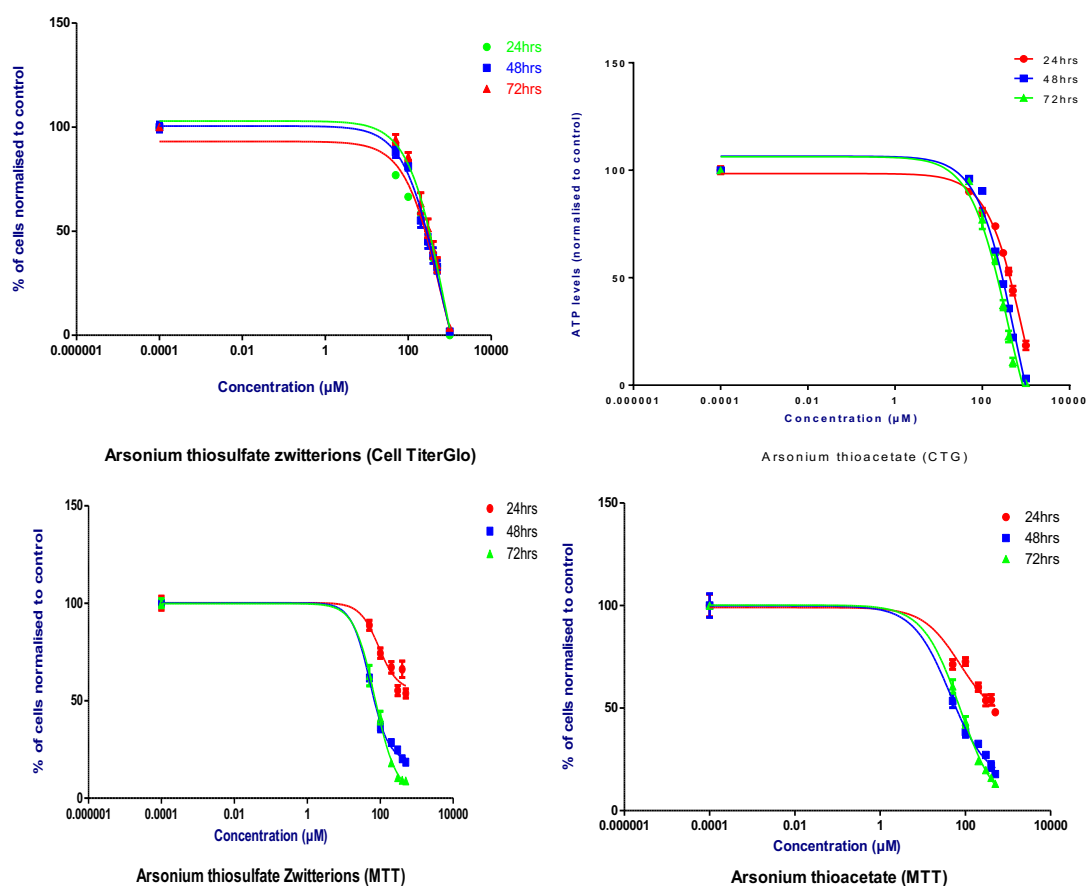 150
100
50
0
% of cells normalised to control
24hrs
48hrs
72hrs
0.000001
0.0001
0.01
1
100
10000
Concentration (µM)
Arsonium thiosulfate zwitterions (Cell TiterGlo)
150
100
50
0
ATP levels (normalised to control)
24hrs
48hrs
72hrs
0.000001
0.0001
0.01
1
100
10000
Concentration (µM)
Arsonium thioacetate (CTG)
150
100
50
0
% of cells normalised to control
24hrs
48hrs
72hrs
0.000001
0.0001
0.01
1
100
10000
Concentration (µM)
Arsonium thiosulfate Zwitterions (MTT)
150
100
50
0
% of cells normalised to control
24hrs
48hrs
72hrs
0.000001
0.0001
0.01
1
100
10000
Concentration (µM)
Arsonium thioacetate (MTT)